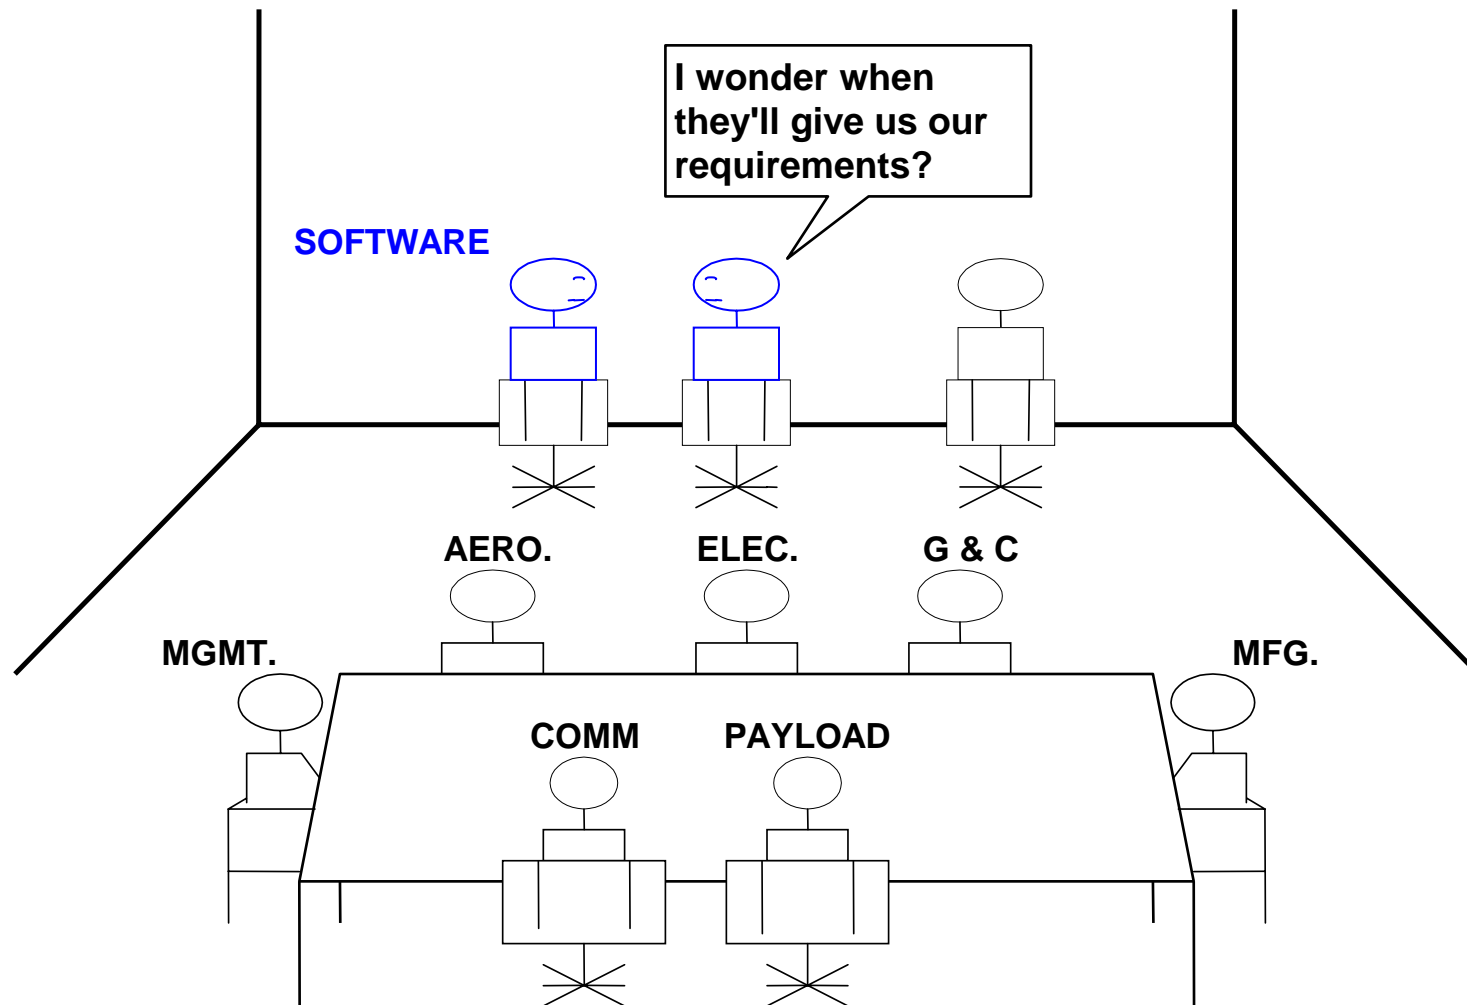 I wonder when
they'll give us our
requirements?
SOFTWARE
AERO.
ELEC.
G & C
MGMT.
MFG.
COMM
PAYLOAD